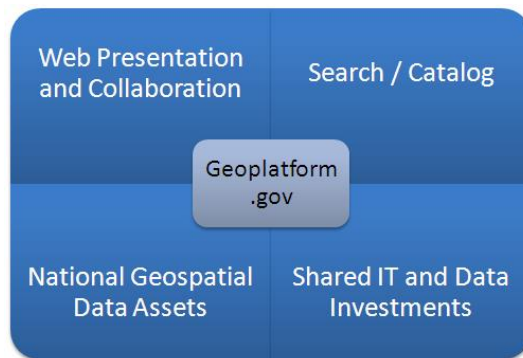 Web Presentation
and Collaboration
Search / Catalog
Geoplatform
.gov
National Geospatial
Data Assets
Shared IT and Data
Investments